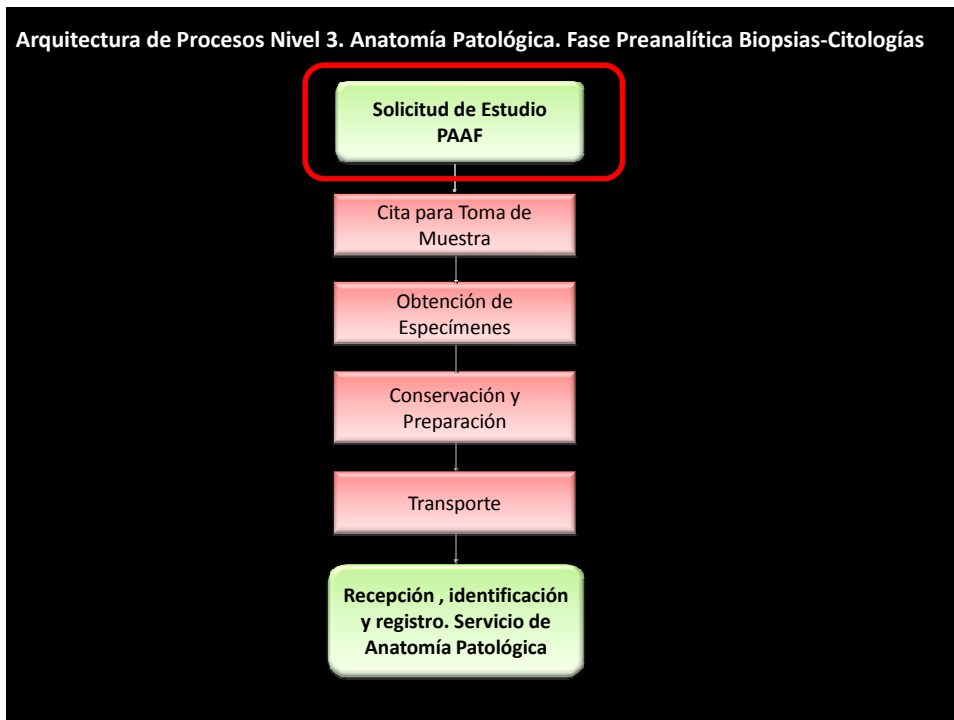 Arquitectura de Procesos Nivel 3. Anatomía Patológica. Fase Preanalítica Biopsias-Citologías
Solicitud de Estudio
PAAF
Cita para Toma de
Muestra
Obtención de
Especímenes
Conservación y
Preparación
Transporte
Recepción , identificación
y registro. Servicio de
Anatomía Patológica